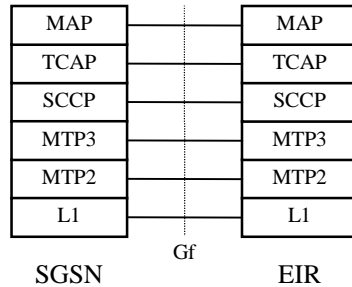 MAP MAP
TCAP TCAP
SCCP SCCP
MTP3 MTP3
MTP2 MTP2
L1 L1
Gf
SGSN EIR